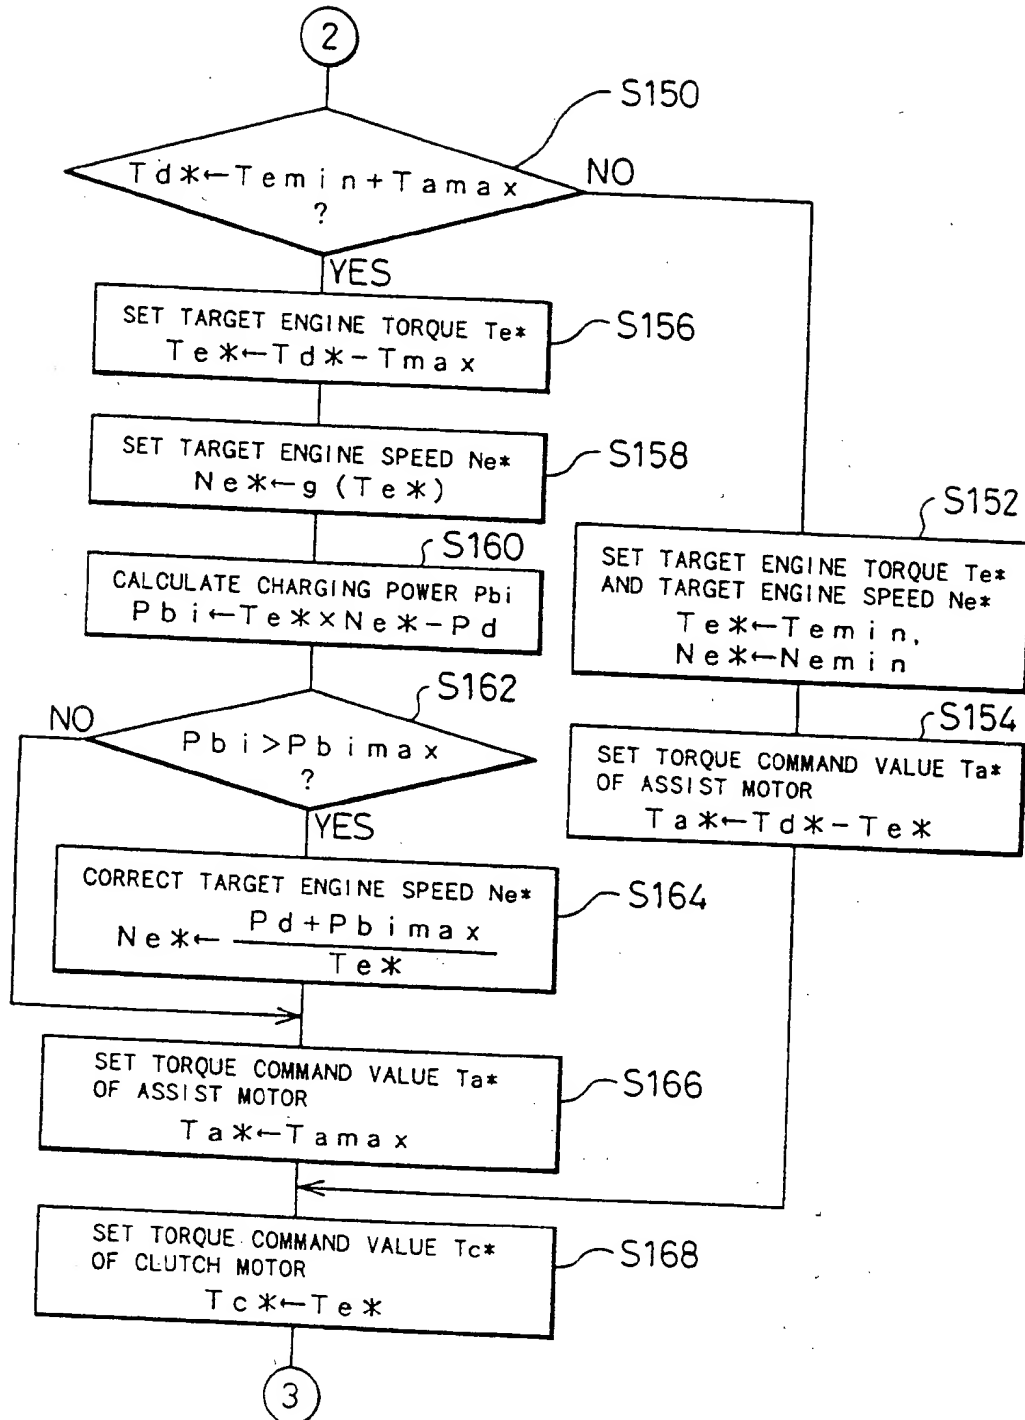 2
S150
Td*←Temin+Tamax
?
NO
YES
SET TARGET ENGINE TORQUE Te*
Te*←Td*-Tmax
S156
SET TARGET ENGINE SPEED Ne*
Ne*←g(Te*)
S158
S160
CALCULATE CHARGING POWER Pbi
Pbi←Te*×Ne*-Pd
S152
SET TARGET ENGINE TORQUE Te*
AND TARGET ENGINE SPEED Ne*
Te*←Temin,
Ne*←Nemin
S162
NO
Pbi>Pbimax
?
YES
S154
SET TORQUE COMMAND VALUE Ta*
OF ASSIST MOTOR
Ta*←Td*-Te*
CORRECT TARGET ENGINE SPEED Ne*
Pd+Pbimax
Ne*←
Te*
S164
SET TORQUE COMMAND VALUE Ta*
OF ASSIST MOTOR
Ta*←Tamax
S166
SET TORQUE COMMAND VALUE Tc*
OF CLUTCH MOTOR
Tc*←Te*
S168
3